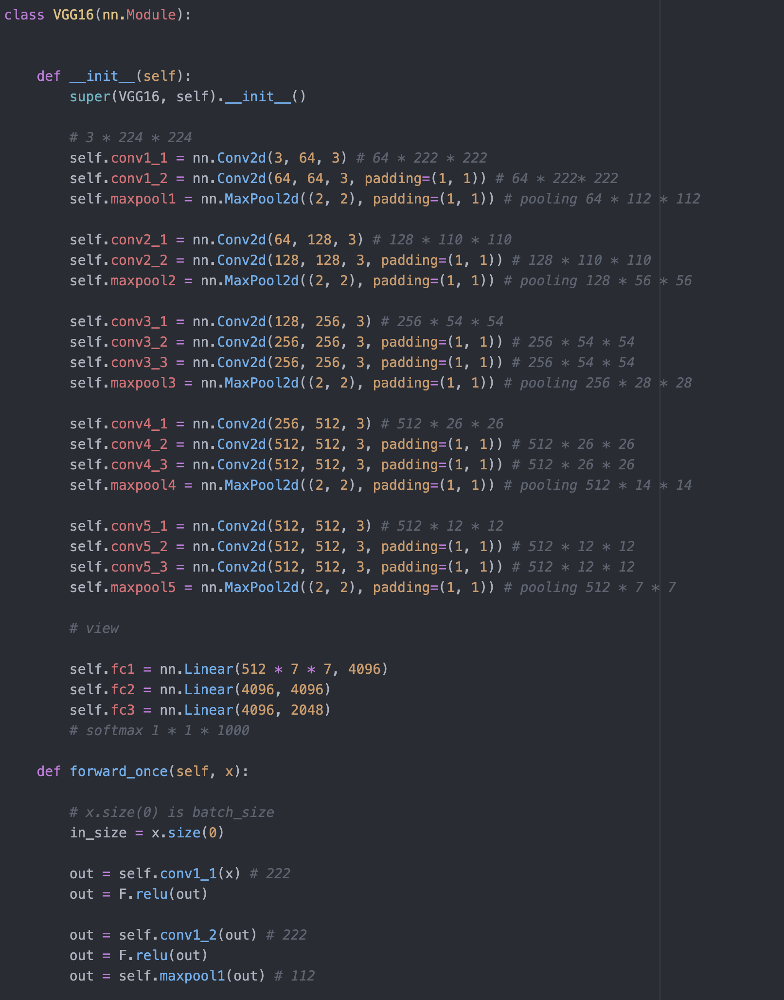 class VGG16(nn.Module):
def __init__(self):
super(VGG16, self).__init__()
# 3 * 224 * 224
self.conv1_1 = nn.Conv2d(3, 64, 3) # 64 * 222 * 222
self.conv1_2 = nn.Conv2d(64, 64, 3, padding=(1, 1)) # 64 * 222* 222
self.maxpool1 = nn.MaxPool2d((2, 2), padding=(1, 1)) # pooling 64 * 112 * 112
self.conv2_1 = nn.Conv2d(64, 128, 3) # 128 * 110 * 110
self.conv2_2 = nn.Conv2d(128, 128, 3, padding=(1, 1)) # 128 * 110 * 110
self.maxpool2 = nn.MaxPool2d((2, 2), padding=(1, 1)) # pooling 128 * 56 * 56
self.conv3_1 = nn.Conv2d(128, 256, 3) # 256 * 54 * 54
self.conv3_2 = nn.Conv2d(256, 256, 3, padding=(1, 1)) # 256 * 54 * 54
self.conv3_3 = nn.Conv2d(256, 256, 3, padding=(1, 1)) # 256 * 54 * 54
self.maxpool3 = nn.MaxPool2d((2, 2), padding=(1, 1)) # pooling 256 * 28 * 28
self.conv4_1 = nn.Conv2d(256, 512, 3) # 512 * 26 * 26
self.conv4_2 = nn.Conv2d(512, 512, 3, padding=(1, 1)) # 512 * 26 * 26
self.conv4_3 = nn.Conv2d(512, 512, 3, padding=(1, 1)) # 512 * 26 * 26
self.maxpool4 = nn.MaxPool2d((2, 2), padding=(1, 1)) # pooling 512 * 14 * 14
self.conv5_1 = nn.Conv2d(512, 512, 3) # 512 * 12 * 12
self.conv5_2 = nn.Conv2d(512, 512, 3, padding=(1, 1)) # 512 * 12 * 12
self.conv5_3 = nn.Conv2d(512, 512, 3, padding=(1, 1)) # 512 * 12 * 12
self.maxpool5 = nn.MaxPool2d((2, 2), padding=(1, 1)) # pooling 512 * 7 * 7
# view
self.fc1 = nn.Linear(512 * 7 * 7, 4096)
self.fc2 = nn.Linear(4096, 4096)
self.fc3 = nn.Linear(4096, 2048)
# softmax 1 * 1 * 1000
def forward_once(self, x):
# x.size(0) is batch_size
in_size = x.size(0)
out = self.conv1_1(x) # 222
out = F.relu(out)
out = self.conv1_2(out) # 222
out = F.relu(out)
out = self.maxpool1(out) # 112